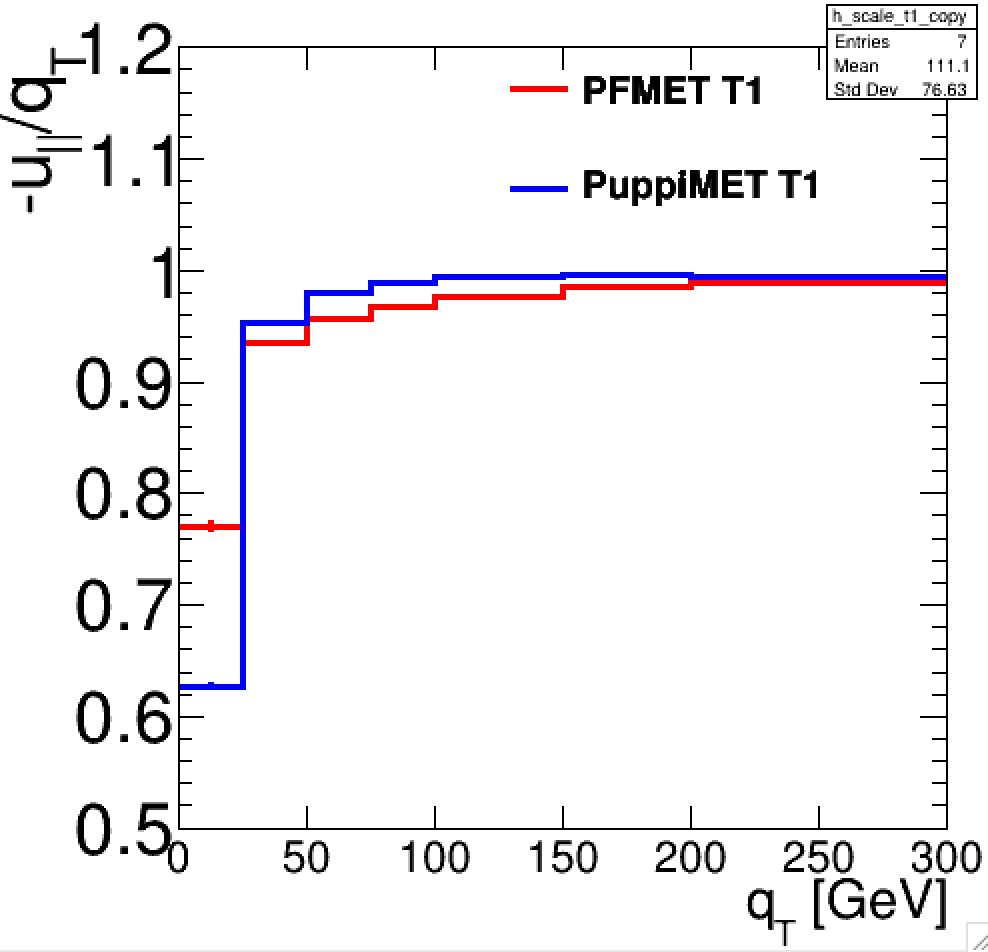 h_scale_t1_copy
Entries 7
Mean 111.1
Std Dev 76.63
-u||/qT
PFMET T1
PuppiMET T1
1.2
1.1
1
0.9
0.8
0.7
0.6
0.5
0 50 100 150 200 250 300
qT [GeV]